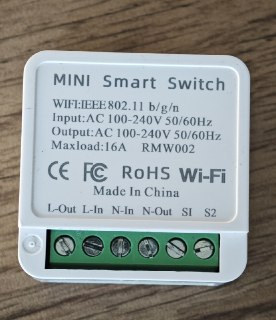 MINI Smart Switch
WIFI:IEEE 802.11 b/g/n
Input:AC 100-240V 50/60Hz
Output:AC 100-240V 50/60Hz
Maxload:16A RMW002
CE FC RoHS Wi-Fi
Made In China
L-Out L-In N-In N-Out S1 S2